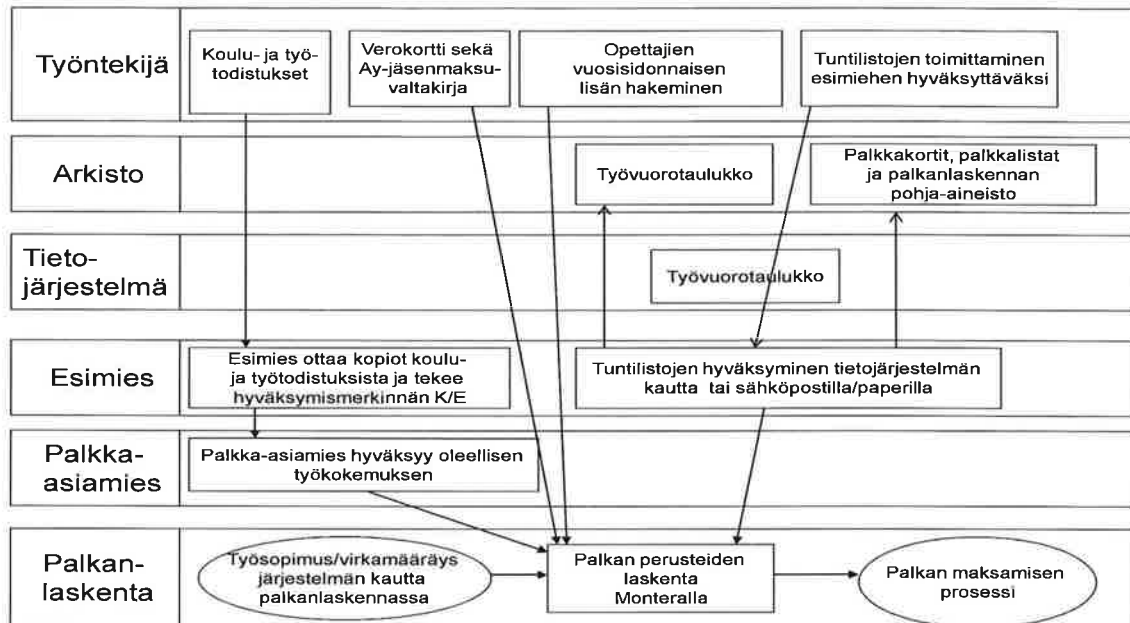 Työntekijä
Koulu- ja työ-
todistukset
Verokortti sekä
Ay-jäsenmaksu-
valtakirja
Opettajien
vuosisidonnaisen
lisän hakeminen
Tuntilistojen toimittaminen
esimiehen hyväksyttäväksi
Arkisto
Työvuorotaulukko
Palkkakortit, palkkalistat
ja palkanlaskennan
pohja-aineisto
Tieto-
järjestelmä
Työvuorotaulukko
Esimies
Esimies ottaa kopiot koulu-
ja työtodistuksista ja tekee
hyväksymismerkinnän K/E
Tuntilistojen hyväksyminen tietojärjestelmän
kautta tai sähköpostilla/paperilla
Palkka-
asiamies
Palkka-asiamies hyväksyy oleellisen
työkokemuksen
Palkan-
laskenta
Työsopimus/virkamääräys
järjestelmän kautta
palkanlaskennassa
Palkan perusteiden
laskenta
Monteralla
Palkan maksamisen
prosessi